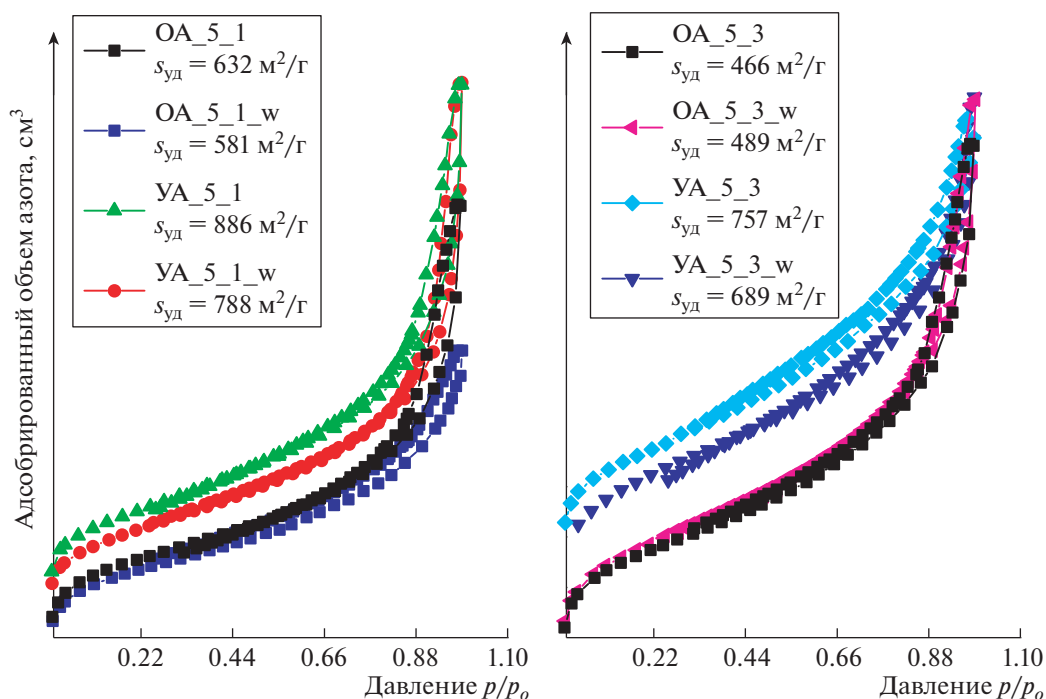 ОА_5_1
sуд = 632 м²/г
ОА_5_1_w
sуд = 581 м²/г
УА_5_1
sуд = 886 м²/г
УА_5_1_w
sуд = 788 м²/г
Адсобрированный объем азота, см³
0.22 0.44 0.66 0.88 1.10
Давление p/pₒ
ОА_5_3
sуд = 466 м²/г
ОА_5_3_w
sуд = 489 м²/г
УА_5_3
sуд = 757 м²/г
УА_5_3_w
sуд = 689 м²/г
0.22 0.44 0.66 0.88 1.10
Давление p/pₒ